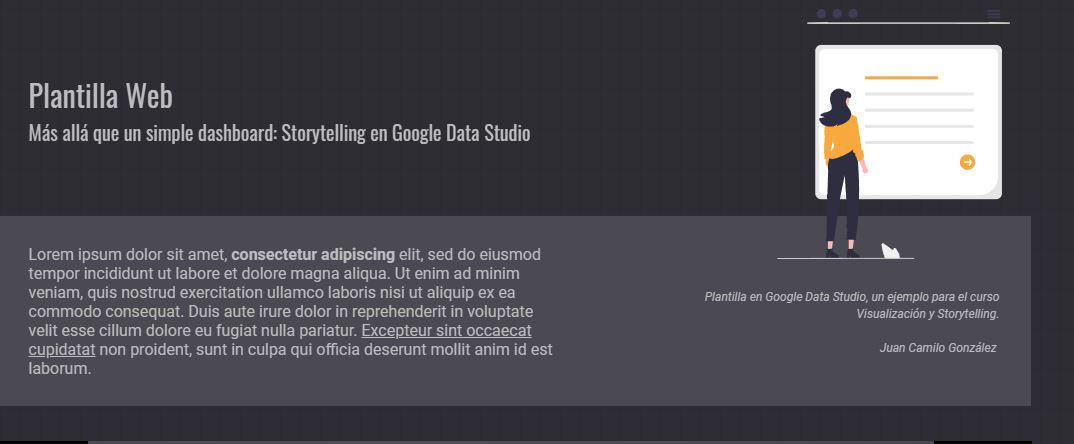 Plantilla Web
Más allá que un simple dashboard: Storytelling en Google Data Studio
Lorem ipsum dolor sit amet, consectetur adipiscing elit, sed do eiusmod
tempor incididunt ut labore et dolore magna aliqua. Ut enim ad minim
veniam, quis nostrud exercitation ullamco laboris nisi ut aliquip ex ea
commodo consequat. Duis aute irure dolor in reprehenderit in voluptate
velit esse cillum dolore eu fugiat nulla pariatur. Excepteur sint occaecat
cupidatat non proident, sunt in culpa qui officia deserunt mollit anim id est
laborum.
Plantilla en Google Data Studio, un ejemplo para el curso
Visualización y Storytelling.
Juan Camilo González